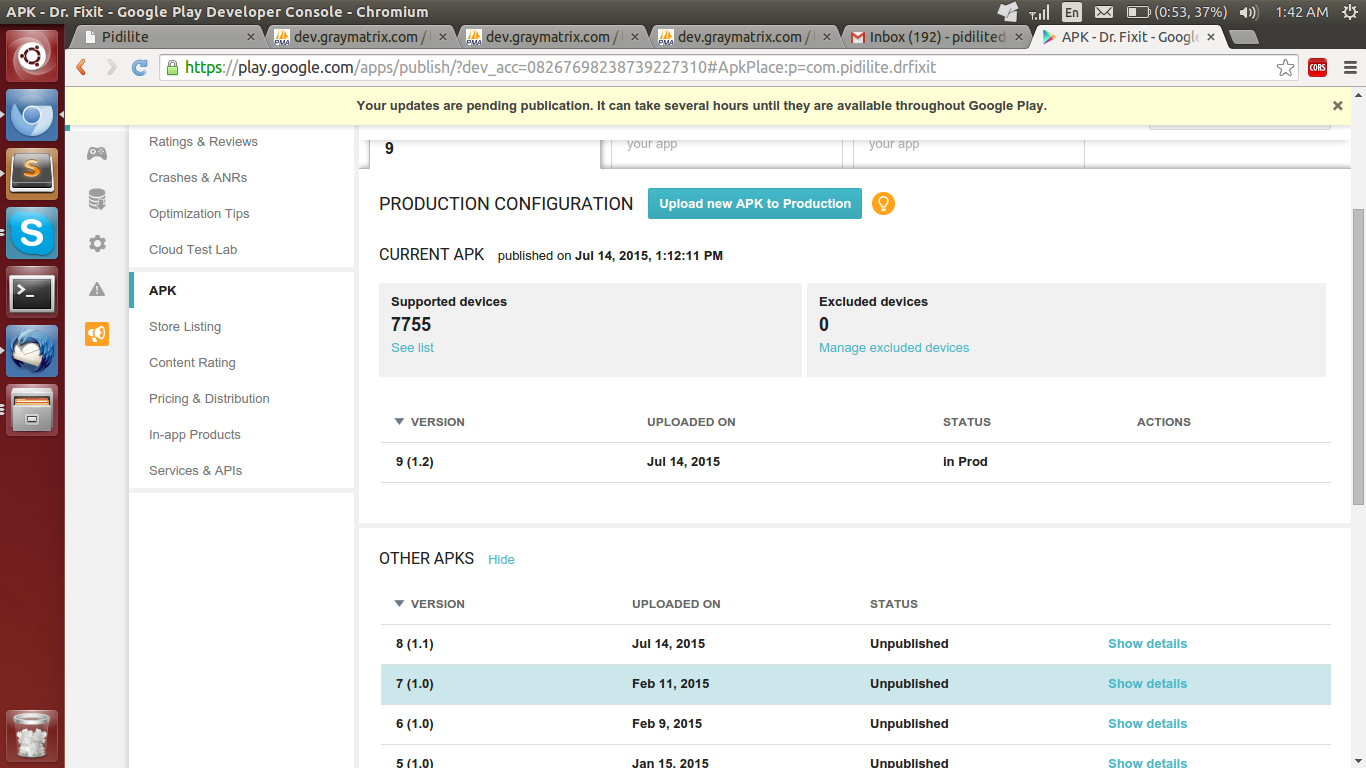 APK - Dr. Fixit - Google Play Developer Console - Chromium
En
(0:53, 37%)
1:42 AM
Pidilite
dev.graymatrix.com /
dev.graymatrix.com /
dev.graymatrix.com /
Inbox (192) - pidilited
APK - Dr. Fixit - Google
https://play.google.com/apps/publish/?dev_acc=08267698238739227310#ApkPlace:p=com.pidilite.drfixit
CORS
Your updates are pending publication. It can take several hours until they are available throughout Google Play.
Ratings & Reviews
Crashes & ANRs
Optimization Tips
Cloud Test Lab
APK
Store Listing
Content Rating
Pricing & Distribution
In-app Products
Services & APIs
9
your app
your app
PRODUCTION CONFIGURATION
Upload new APK to Production
CURRENT APK published on Jul 14, 2015, 1:12:11 PM
Supported devices
7755
See list
Excluded devices
0
Manage excluded devices
VERSION UPLOADED ON STATUS ACTIONS
9 (1.2) Jul 14, 2015 in Prod
OTHER APKS Hide
VERSION UPLOADED ON STATUS
8 (1.1) Jul 14, 2015 Unpublished Show details
7 (1.0) Feb 11, 2015 Unpublished Show details
6 (1.0) Feb 9, 2015 Unpublished Show details
5 (1.0) Jan 15, 2015 Unpublished Show details